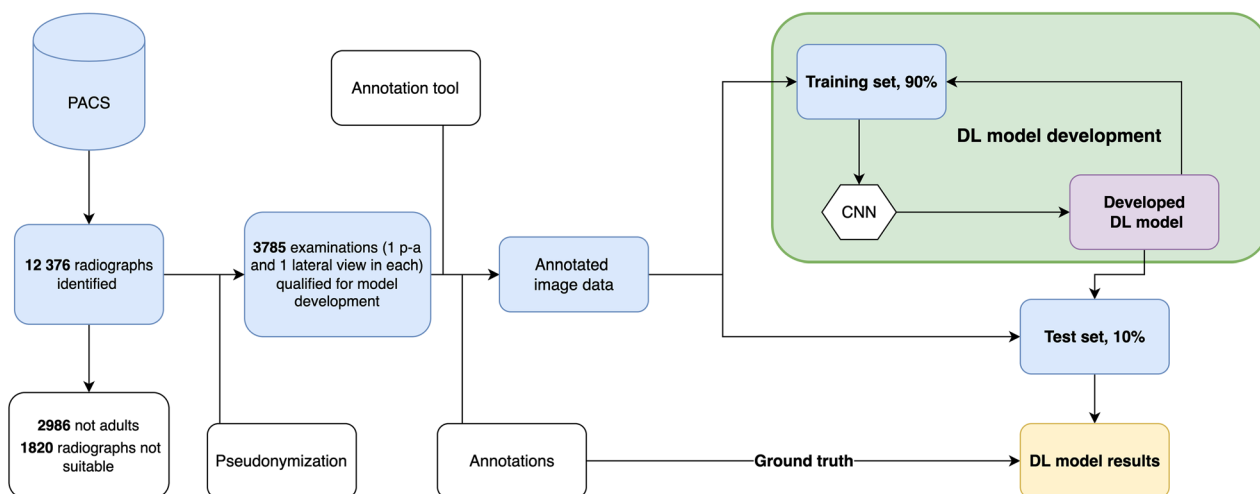 PACS
Annotation tool
Training set, 90%
DL model development
CNN
Developed
DL model
12 376 radiographs
identified
3785 examinations (1 p-a
and 1 lateral view in each)
qualified for model
development
Annotated
image data
Test set, 10%
2986 not adults
1820 radiographs not
suitable
Pseudonymization
Annotations
Ground truth
DL model results